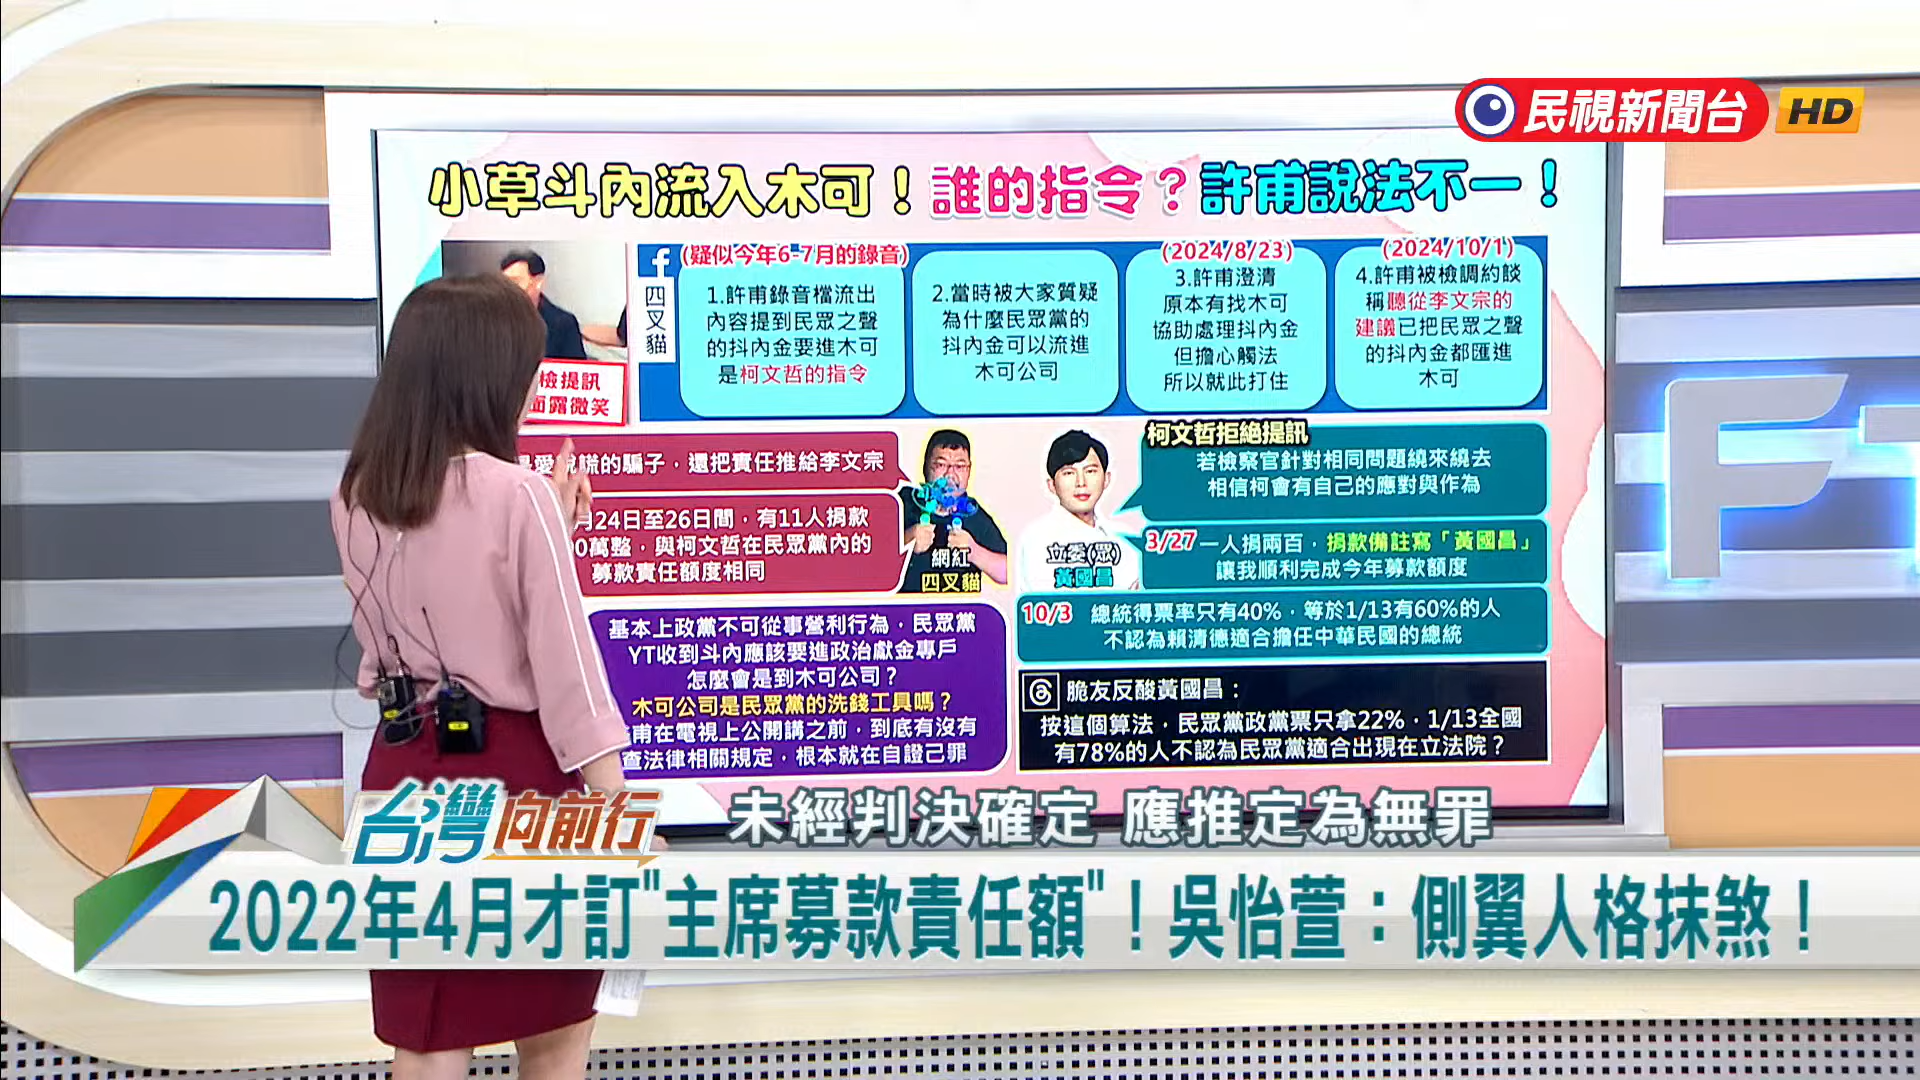 民視新聞台 HD
小草斗內流入木可！誰的指令？許甫說法不一！
四叉貓
(疑似今年6-7月的錄音)
1.許甫錄音檔流出
內容提到民眾之聲
的抖內金要進木可
是柯文哲的指令
2.當時被大家質疑
為什麼民眾黨的
抖內金可以流進
木可公司
(2024/8/23)
3.許甫澄清
原本有找木可
協助處理抖內金
但擔心觸法
所以就此打住
(2024/10/1)
4.許甫被檢調約談
稱聽從李文宗的
建議已把民眾之聲
的抖內金都匯進
木可
檢提訊
面露微笑
的騙子，還把責任推給李文宗
月24日至26日間，有11人捐款
0萬整，與柯文哲在民眾黨內的
募款責任額度相同
網紅
四叉貓
柯文哲拒絕提訊
若檢察官針對相同問題繞來繞去
相信柯會有自己的應對與作為
立委(眾)
黃國昌
3/27 一人捐兩百，捐款備註寫「黃國昌」
讓我順利完成今年募款額度
10/3 總統得票率只有40%，等於1/13有60%的人
不認為賴清德適合擔任中華民國的總統
基本上政黨不可從事營利行為，民眾黨
YT收到斗內應該要進政治獻金專戶
怎麼會是到木可公司？
木可公司是民眾黨的洗錢工具嗎？
甫在電視上公開講之前，到底有沒有
查法律相關規定，根本就在自證己罪
脆友反酸黃國昌：
按這個算法，民眾黨政黨票只拿22%，1/13全國
有78%的人不認為民眾黨適合出現在立法院？
FT
台灣向前行
未經判決確定 應推定為無罪
2022年4月才訂"主席募款責任額"！吳怡萱：側翼人格抹煞！